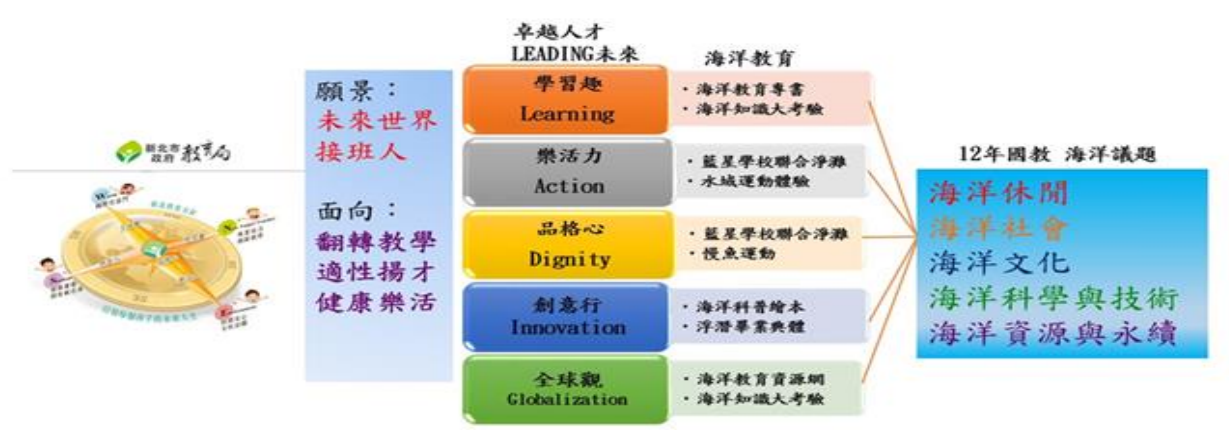 新北市
政府
教育局
願景：
未來世界
接班人
面向：
翻轉教學
適性揚才
健康樂活
卓越人才
LEADING未來
學習趣
Learning
樂活力
Action
品格心
Dignity
創意行
Innovation
全球觀
Globalization
海洋教育
・海洋教育專書
・海洋知識大考驗
・藍星學校聯合淨灘
・水域運動體驗
・藍星學校聯合淨灘
・慢魚運動
・海洋科普繪本
・浮潛畢業典體
・海洋教育資源網
・海洋知識大考驗
12年國教 海洋議題
海洋休閒
海洋社會
海洋文化
海洋科學與技術
海洋資源與永續